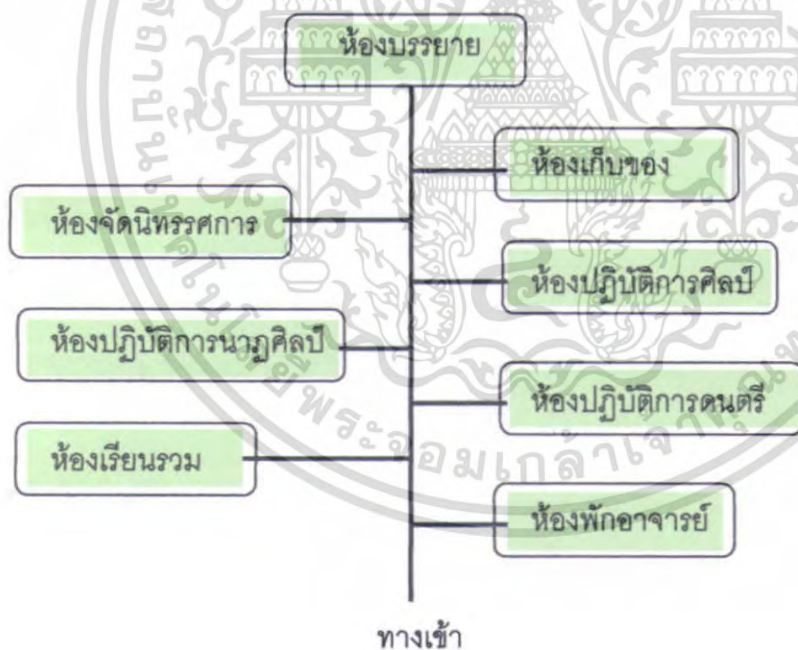 ห้องบรรยาย
ห้องเก็บของ
ห้องจัดนิทรรศการ
ห้องปฏิบัติการศิลป์
ห้องปฏิบัติการนาฏศิลป์
ห้องปฏิบัติการดนตรี
ห้องเรียนรวม
ห้องพักอาจารย์
ทางเข้า